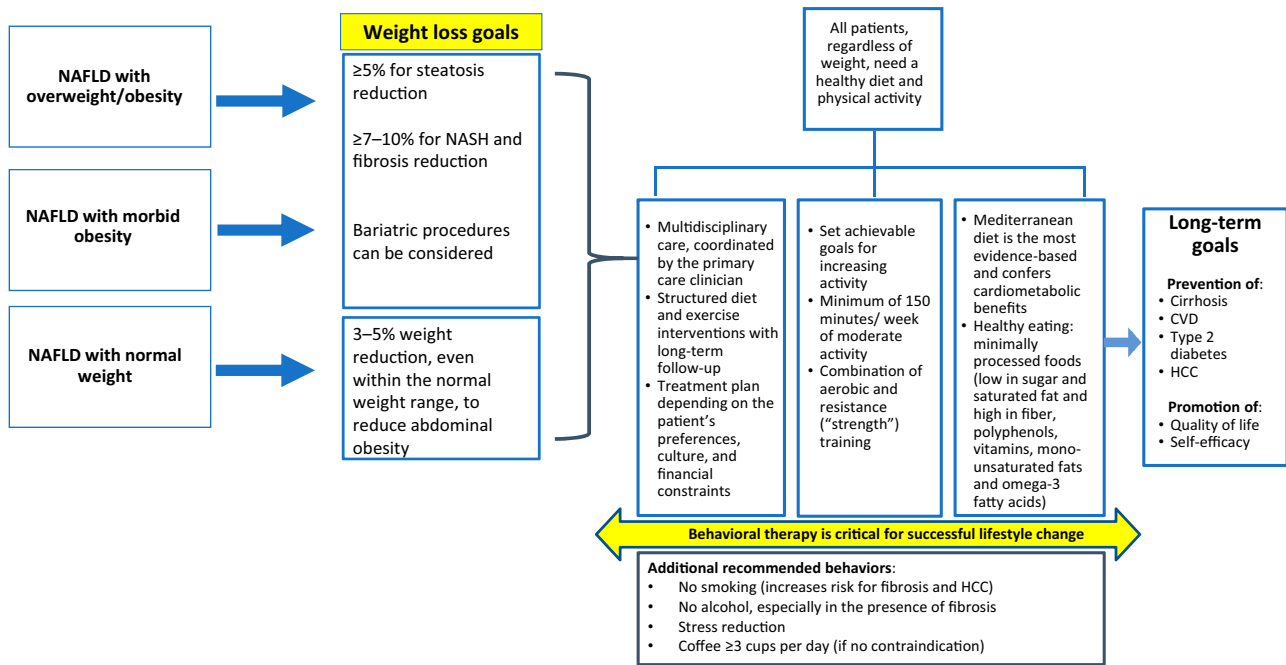 NAFLD with
overweight/obesity
NAFLD with morbid
obesity
NAFLD with normal
weight
Weight loss goals
≥5% for steatosis
reduction
≥7–10% for NASH and
fibrosis reduction
Bariatric procedures
can be considered
3–5% weight
reduction, even
within the normal
weight range, to
reduce abdominal
obesity
All patients,
regardless of
weight, need a
healthy diet and
physical activity
• Multidisciplinary
care, coordinated
by the primary
care clinician
• Structured diet
and exercise
interventions with
long-term
follow-up
• Treatment plan
depending on the
patient's
preferences,
culture, and
financial
constraints
• Set achievable
goals for
increasing
activity
• Minimum of 150
minutes/ week
of moderate
activity
• Combination of
aerobic and
resistance
("strength")
training
• Mediterranean
diet is the most
evidence-based
and confers
cardiometabolic
benefits
• Healthy eating:
minimally
processed foods
(low in sugar and
saturated fat and
high in fiber,
polyphenols,
vitamins, mono-
unsaturated fats
and omega-3
fatty acids)
Long-term
goals
Prevention of:
• Cirrhosis
• CVD
• Type 2
diabetes
• HCC
Promotion of:
• Quality of life
• Self-efficacy
Behavioral therapy is critical for successful lifestyle change
Additional recommended behaviors:
• No smoking (increases risk for fibrosis and HCC)
• No alcohol, especially in the presence of fibrosis
• Stress reduction
• Coffee ≥3 cups per day (if no contraindication)